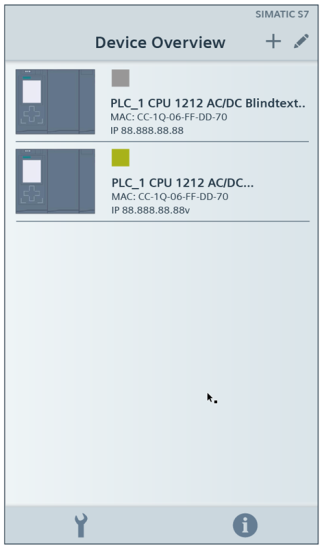 SIMATIC S7
Device Overview
PLC_1 CPU 1212 AC/DC Blindtext..
MAC: CC-1Q-06-FF-DD-70
IP 88.888.88.88
PLC_1 CPU 1212 AC/DC...
MAC: CC-1Q-06-FF-DD-70
IP 88.888.88.88v